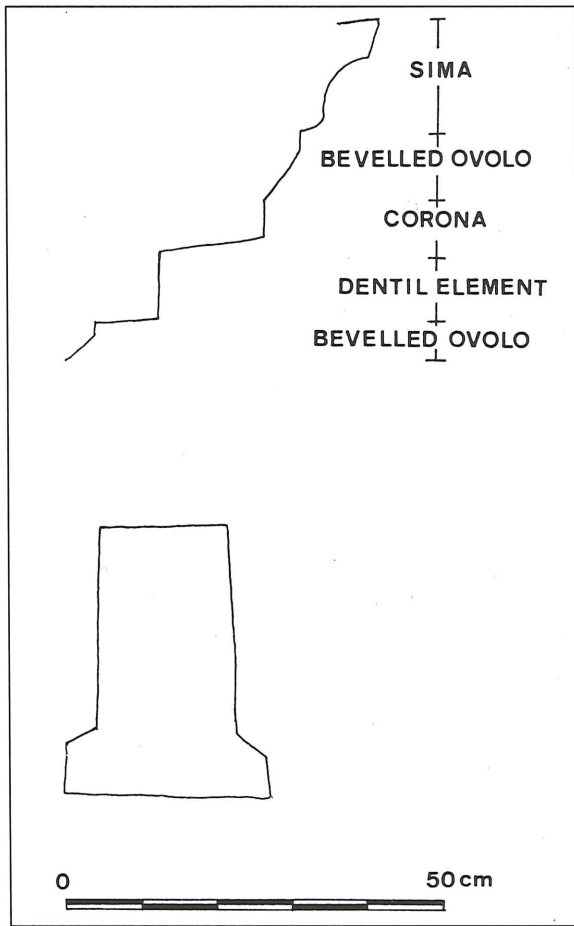 SIMA
BEVELLED OVOLO
CORONA
DENTIL ELEMENT
BEVELLED OVOLO
0 50 cm